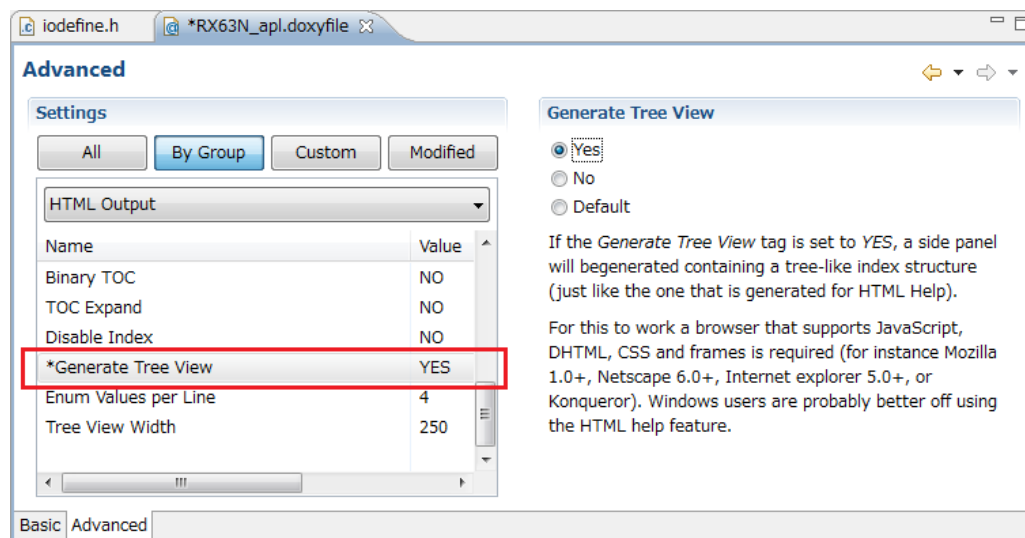 iodefine.h
*RX63N_apl.doxyfile
Advanced
Settings
All By Group Custom Modified
HTML Output
Name Value
Binary TOC NO
TOC Expand NO
Disable Index NO
*Generate Tree View YES
Enum Values per Line 4
Tree View Width 250
Generate Tree View
Yes
No
Default
If the Generate Tree View tag is set to YES, a side panel
will begenerated containing a tree-like index structure
(just like the one that is generated for HTML Help).
For this to work a browser that supports JavaScript,
DHTML, CSS and frames is required (for instance Mozilla
1.0+, Netscape 6.0+, Internet explorer 5.0+, or
Konqueror). Windows users are probably better off using
the HTML help feature.
Basic Advanced